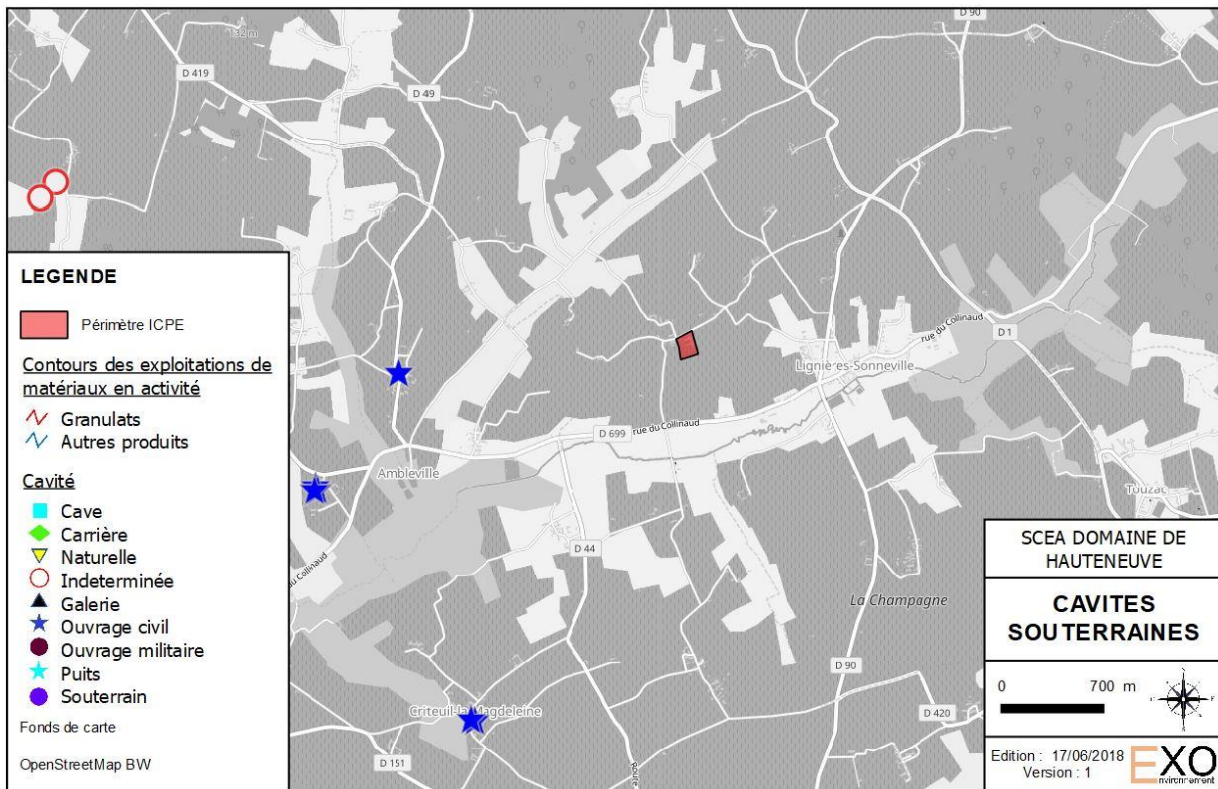 132 m
D 90
D 419
D 49
LEGENDE
Périmètre ICPE
Contours des exploitations de
matériaux en activité
Granulats
Autres produits
Cavité
Cave
Carrière
Naturelle
Indeterminée
Galerie
Ouvrage civil
Ouvrage militaire
Puits
Souterrain
Fonds de carte
OpenStreetMap BW
rue du Collinaud
D 1
Lignières-Sonneville
D 699
rue du Collinaud
Ambleville
Touzac
du Collinaud
D 44
La Champagne
D 90
Criteuil-la-Magdeleine
D 420
D 151
Route
SCEA DOMAINE DE
HAUTENEUVE
CAVITES
SOUTERRAINES
0 700 m
Edition : 17/06/2018
Version : 1
EXO
nvironnement